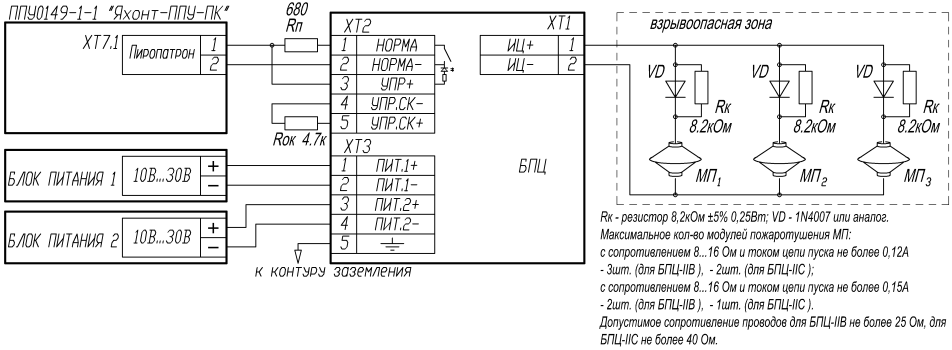 ППУ0149-1-1 "Яхонт-ППУ-ПК"
XT7.1
Пиропатрон
1
2
680
Rп
XT2
1 НОРМА
2 НОРМА-
3 УПР+
4 УПР.СК-
5 УПР.СК+
*
Rок 4.7к
XT3
1 ПИТ.1+
2 ПИТ.1-
3 ПИТ.2+
4 ПИТ.2-
5
XT1
ИЦ+ 1
ИЦ- 2
БПЦ
БЛОК ПИТАНИЯ 1
10В...30В
+
-
БЛОК ПИТАНИЯ 2
10В...30В
+
-
к контуру заземления
взрывоопасная зона
VD
Rк
8.2кОм
МП1
VD
Rк
8.2кОм
МП2
VD
Rк
8.2кОм
МП3
Rк - резистор 8,2кОм ±5% 0,25Вт; VD - 1N4007 или аналог.
Максимальное кол-во модулей пожаротушения МП:
с сопротивлением 8...16 Ом и током цепи пуска не более 0,12А
- 3шт. (для БПЦ-IIB ), - 2шт. (для БПЦ-IIC );
с сопротивлением 8...16 Ом и током цепи пуска не более 0,15А
- 2шт. (для БПЦ-IIB ), - 1шт. (для БПЦ-IIC ).
Допустимое сопротивление проводов для БПЦ-IIB не более 25 Ом, для
БПЦ-IIC не более 40 Ом.